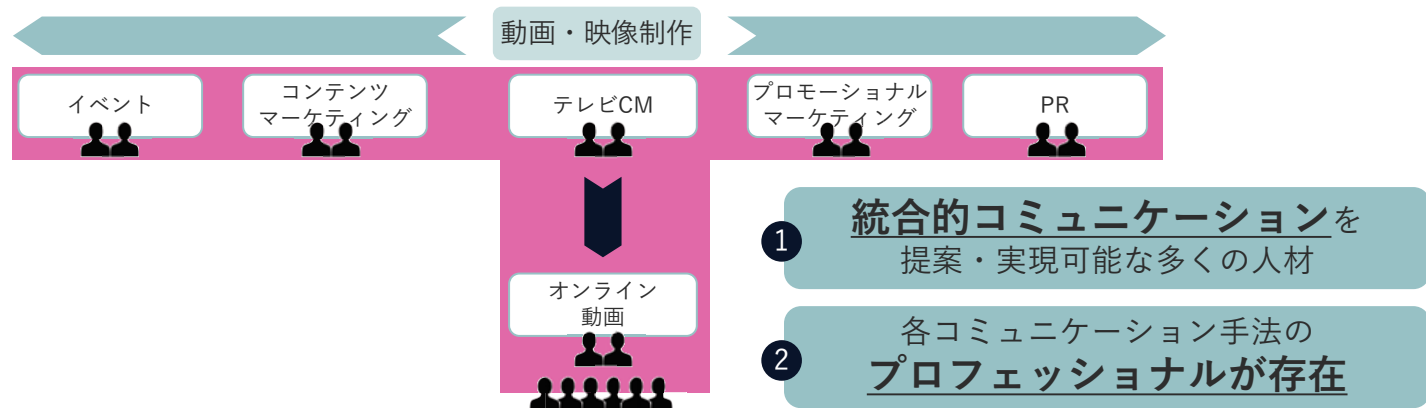 動画・映像制作
イベント
コンテンツ
マーケティング
テレビCM
プロモーショナル
マーケティング
PR
オンライン
動画
1
統合的コミュニケーションを
提案・実現可能な多くの人材
2
各コミュニケーション手法の
プロフェッショナルが存在